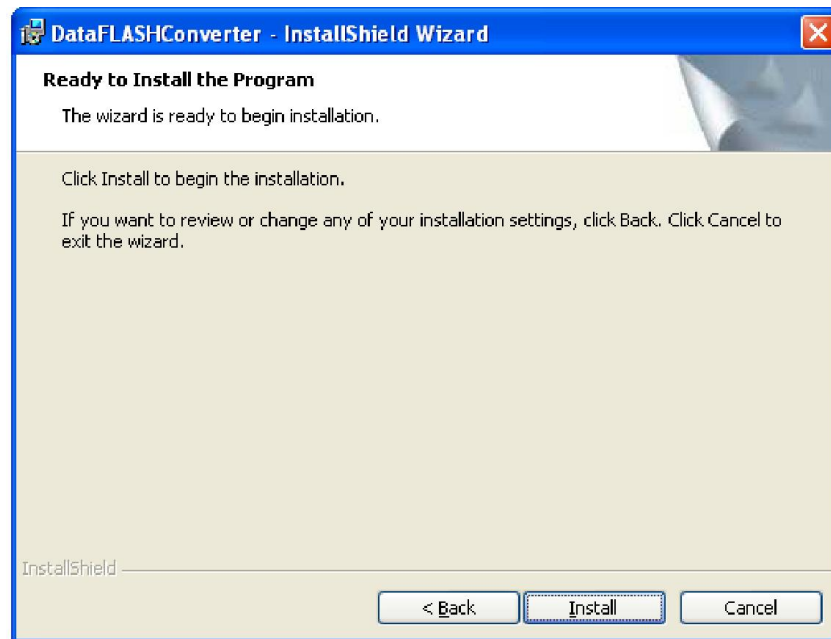 DataFLASHConverter - InstallShield Wizard
Ready to Install the Program
The wizard is ready to begin installation.
Click Install to begin the installation.
If you want to review or change any of your installation settings, click Back. Click Cancel to
exit the wizard.
InstallShield
< Back
Install
Cancel